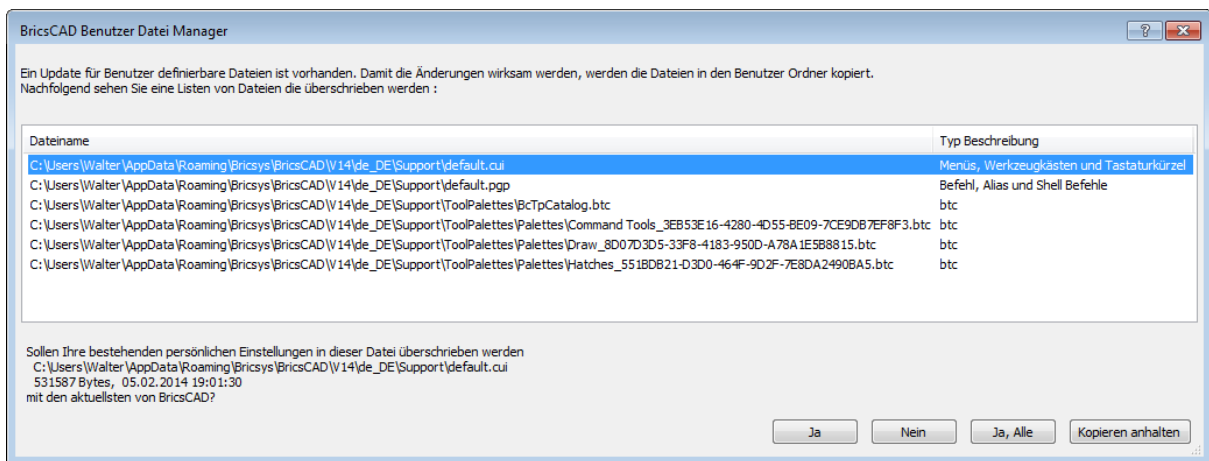 BricsCAD Benutzer Datei Manager
Ein Update für Benutzer definierbare Dateien ist vorhanden. Damit die Änderungen wirksam werden, werden die Dateien in den Benutzer Ordner kopiert.
Nachfolgend sehen Sie eine Listen von Dateien die überschrieben werden :
Dateiname Typ Beschreibung
C:\Users\Walter\AppData\Roaming\Bricsys\BricsCAD\V14\de_DE\Support\default.cui Menüs, Werkzeugkästen und Tastaturkürzel
C:\Users\Walter\AppData\Roaming\Bricsys\BricsCAD\V14\de_DE\Support\default.pgp Befehl, Alias und Shell Befehle
C:\Users\Walter\AppData\Roaming\Bricsys\BricsCAD\V14\de_DE\Support\ToolPalettes\BcTpCatalog.btc btc
C:\Users\Walter\AppData\Roaming\Bricsys\BricsCAD\V14\de_DE\Support\ToolPalettes\Palettes\Command Tools_3EB53E16-4280-4D55-BE09-7CE9DB7EF8F3.btc btc
C:\Users\Walter\AppData\Roaming\Bricsys\BricsCAD\V14\de_DE\Support\ToolPalettes\Palettes\Draw_8D07D3D5-33F8-4183-950D-A78A1E5B8815.btc btc
C:\Users\Walter\AppData\Roaming\Bricsys\BricsCAD\V14\de_DE\Support\ToolPalettes\Palettes\Hatches_551BDB21-D3D0-464F-9D2F-7E8DA2490BA5.btc btc
Sollen Ihre bestehenden persönlichen Einstellungen in dieser Datei überschrieben werden
C:\Users\Walter\AppData\Roaming\Bricsys\BricsCAD\V14\de_DE\Support\default.cui
531587 Bytes, 05.02.2014 19:01:30
mit den aktuellsten von BricsCAD?
Ja Nein Ja, Alle Kopieren anhalten